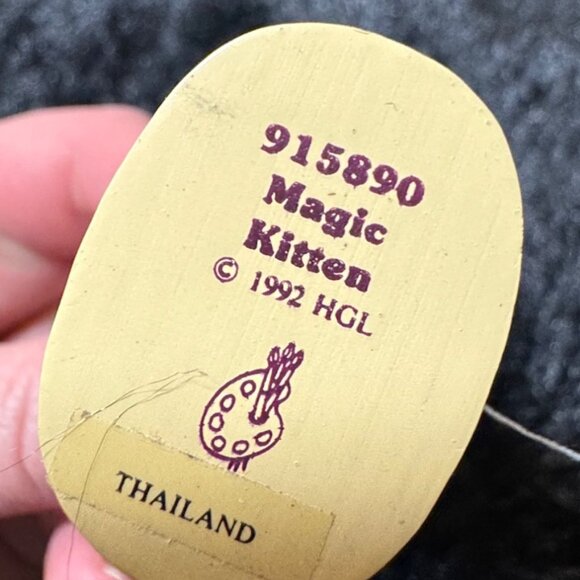 915890
Magic
Kitten
© 1992 HGL
THAILAND